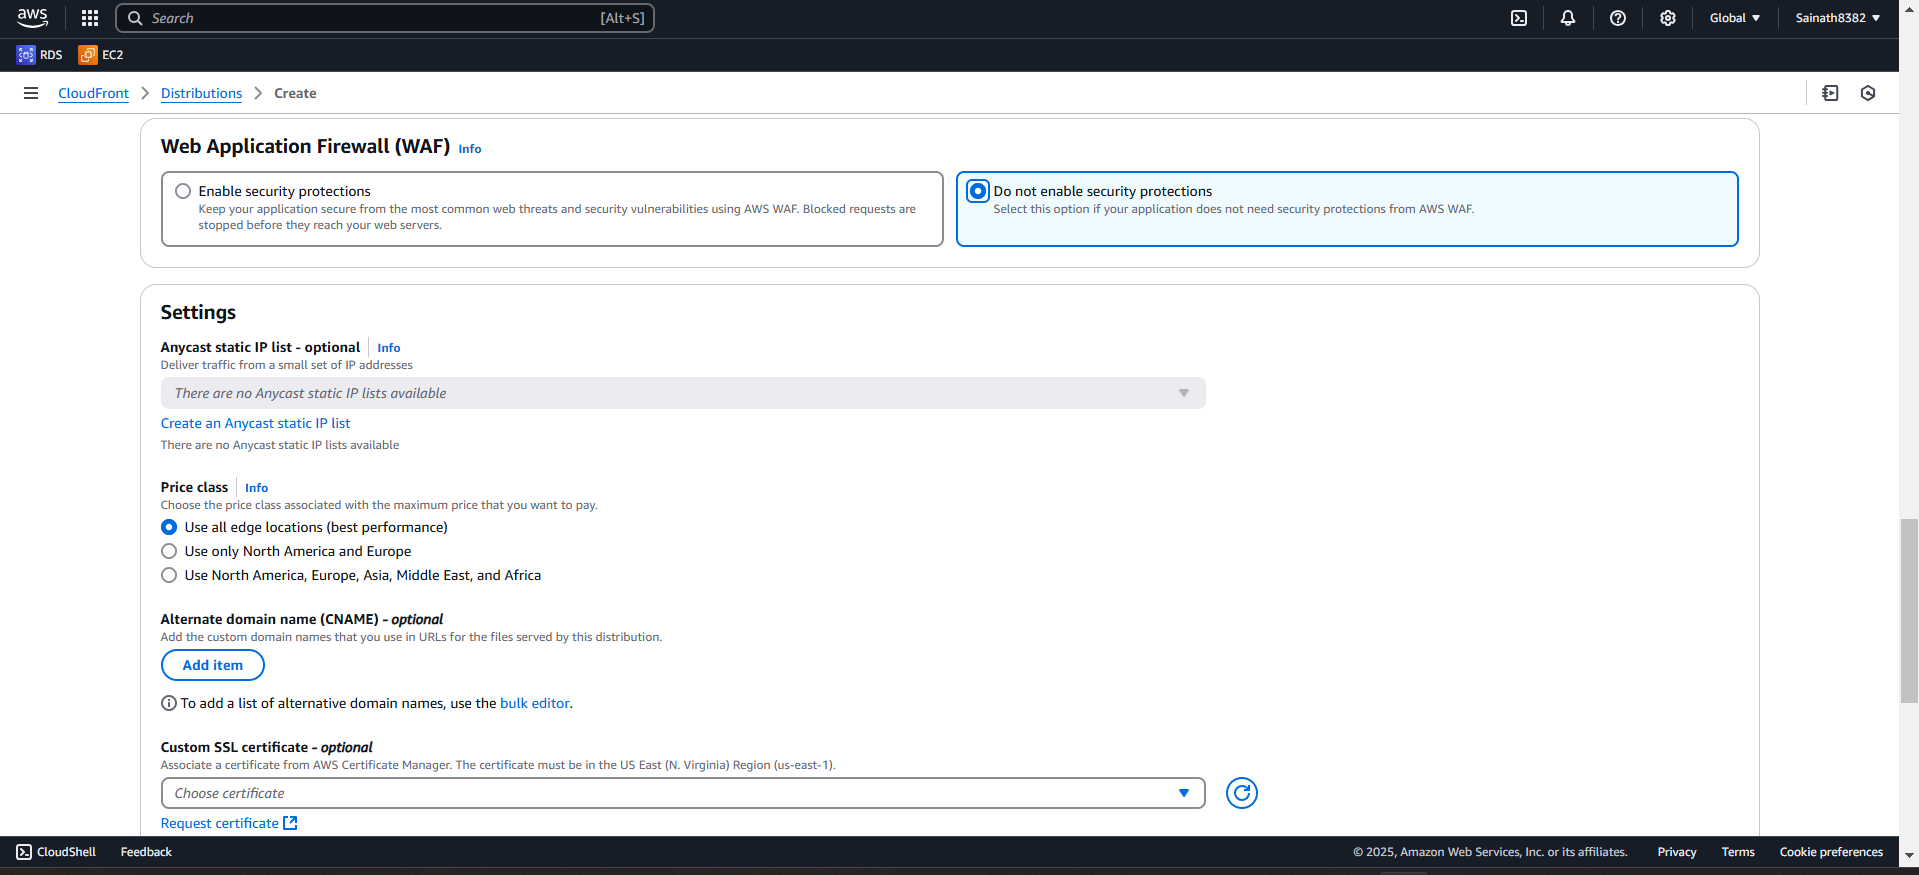 aws
Search [Alt+S]
Global
Sainath8382
RDS
EC2
CloudFront
Distributions
Create
Web Application Firewall (WAF) Info
Enable security protections
Keep your application secure from the most common web threats and security vulnerabilities using AWS WAF. Blocked requests are
stopped before they reach your web servers.
Do not enable security protections
Select this option if your application does not need security protections from AWS WAF.
Settings
Anycast static IP list - optional Info
Deliver traffic from a small set of IP addresses
There are no Anycast static IP lists available
Create an Anycast static IP list
There are no Anycast static IP lists available
Price class Info
Choose the price class associated with the maximum price that you want to pay.
Use all edge locations (best performance)
Use only North America and Europe
Use North America, Europe, Asia, Middle East, and Africa
Alternate domain name (CNAME) - optional
Add the custom domain names that you use in URLs for the files served by this distribution.
Add item
To add a list of alternative domain names, use the bulk editor.
Custom SSL certificate - optional
Associate a certificate from AWS Certificate Manager. The certificate must be in the US East (N. Virginia) Region (us-east-1).
Choose certificate
Request certificate
CloudShell
Feedback
© 2025, Amazon Web Services, Inc. or its affiliates.
Privacy
Terms
Cookie preferences